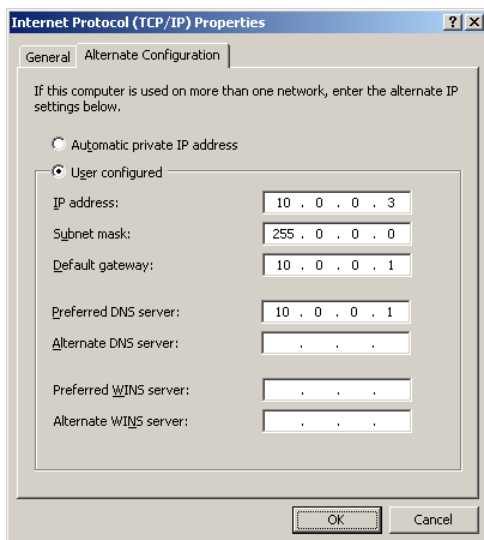 Internet Protocol (TCP/IP) Properties
General Alternate Configuration
If this computer is used on more than one network, enter the alternate IP
settings below.
Automatic private IP address
User configured
IP address: 10 . 0 . 0 . 3
Subnet mask: 255 . 0 . 0 . 0
Default gateway: 10 . 0 . 0 . 1
Preferred DNS server: 10 . 0 . 0 . 1
Alternate DNS server: . . .
Preferred WINS server: . . .
Alternate WINS server: . . .
OK Cancel